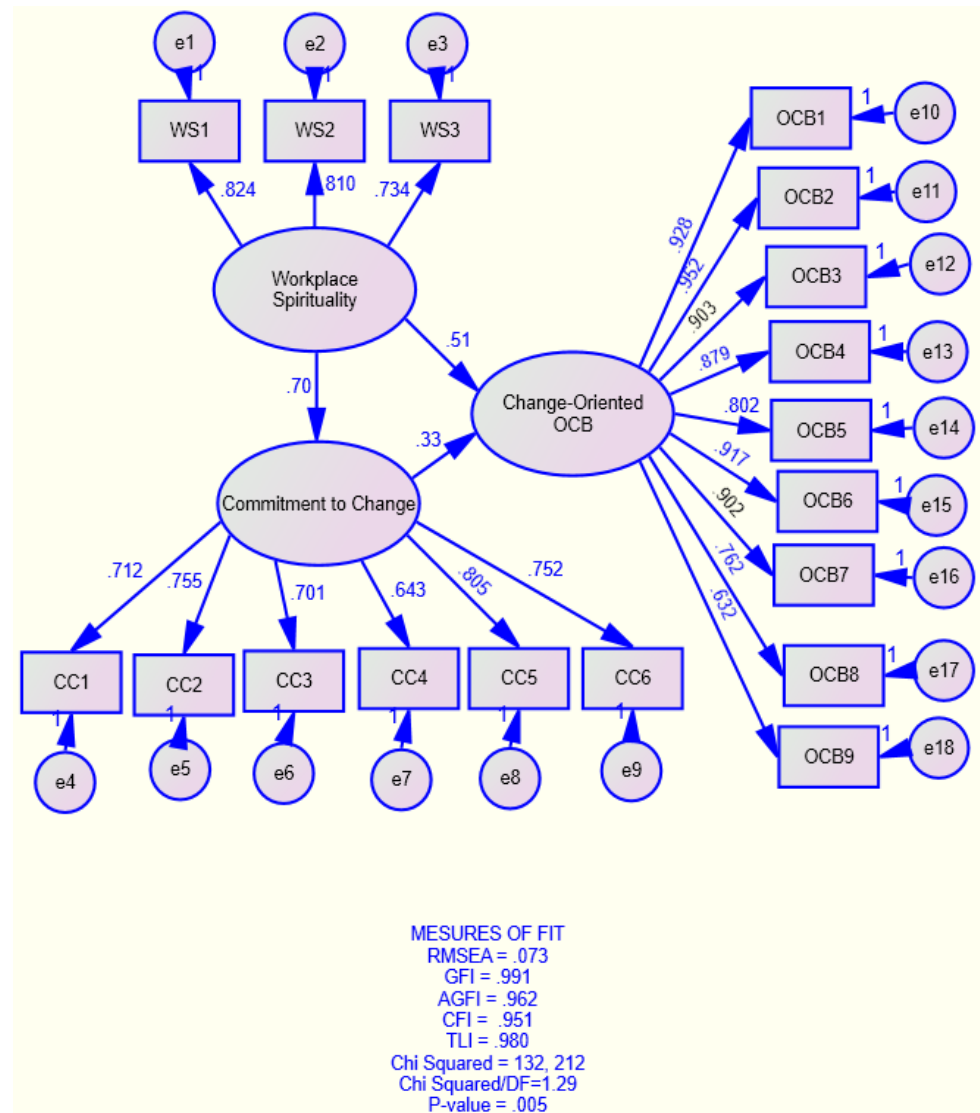 e1
e2
e3
1
1
1
WS1
WS2
WS3
.824
.810
.734
Workplace
Spirituality
.51
.70
.33
Change-Oriented
OCB
Commitment to Change
.712
.755
.701
.643
.805
.752
CC1
CC2
CC3
CC4
CC5
CC6
1
1
1
1
1
1
e4
e5
e6
e7
e8
e9
.928
.952
.903
.879
.802
.917
.902
.762
.632
OCB1
1
e10
OCB2
1
e11
OCB3
1
e12
OCB4
1
e13
OCB5
1
e14
OCB6
1
e15
OCB7
1
e16
OCB8
1
e17
OCB9
1
e18
MESURES OF FIT
RMSEA = .073
GFI = .991
AGFI = .962
CFI = .951
TLI = .980
Chi Squared = 132, 212
Chi Squared/DF=1.29
P-value = .005